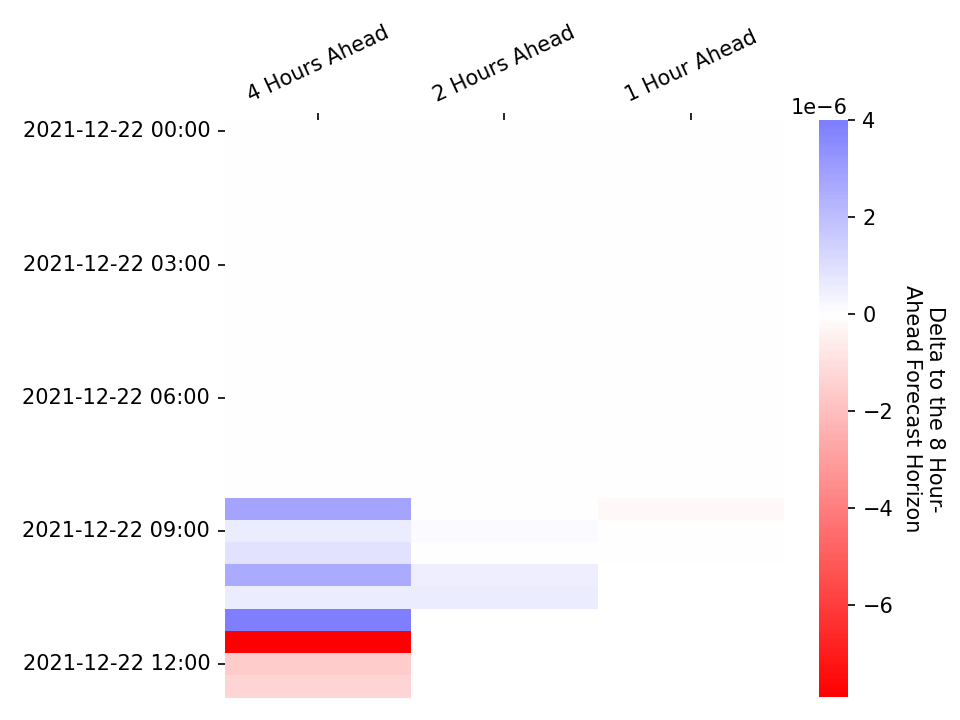 4 Hours Ahead
2 Hours Ahead
1 Hour Ahead
1e−6
2021-12-22 00:00
2021-12-22 03:00
2021-12-22 06:00
2021-12-22 09:00
2021-12-22 12:00
4
2
0
−2
−4
−6
Delta to the 8 Hour-
Ahead Forecast Horizon